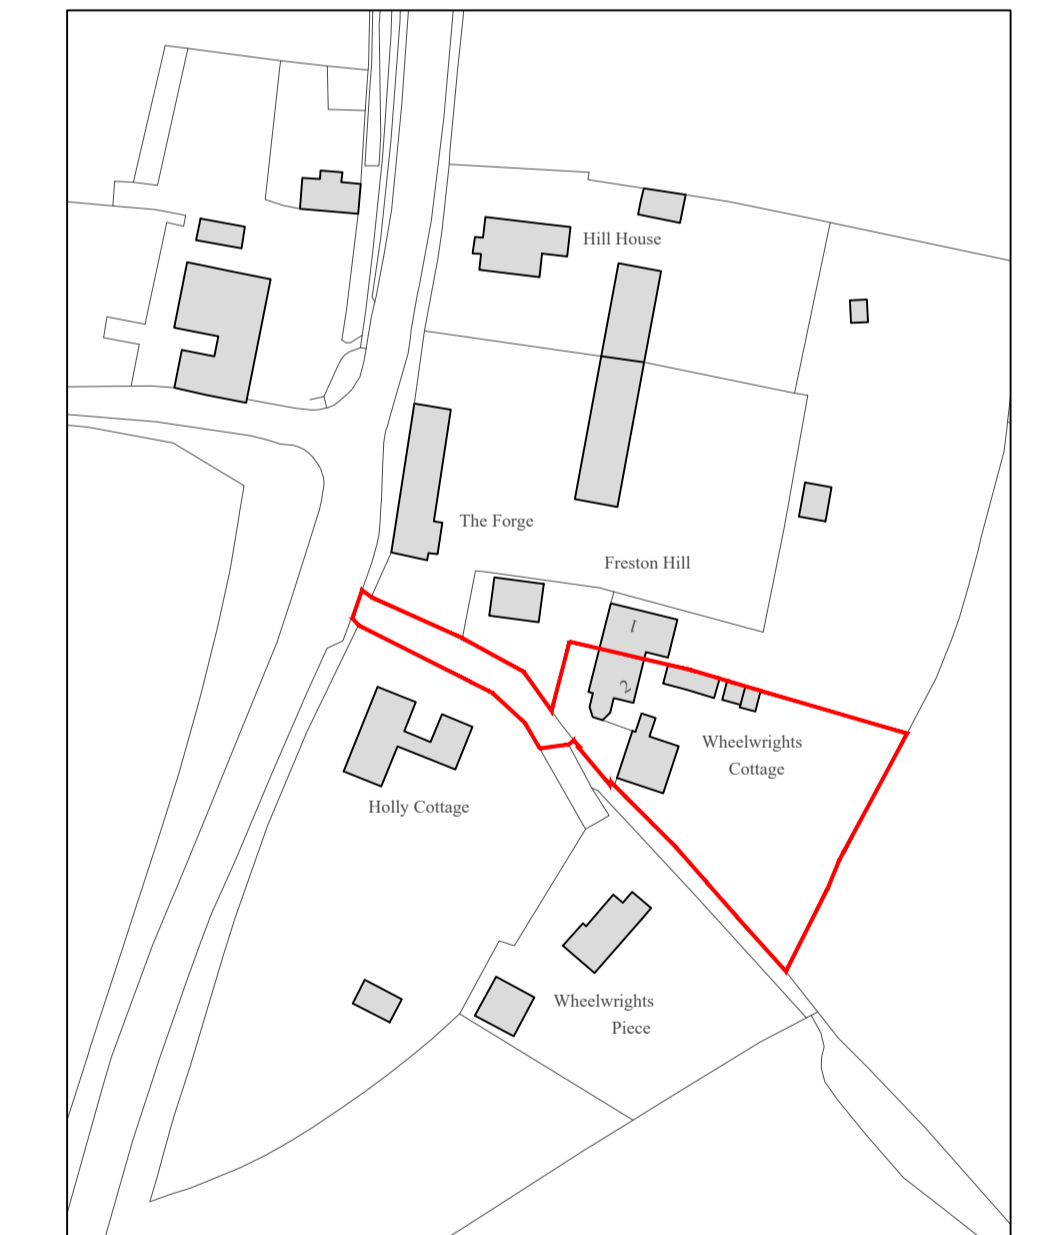 Hill House
The Forge
Freston Hill
1
2
Wheelwrights
Cottage
Holly Cottage
Wheelwrights
Piece